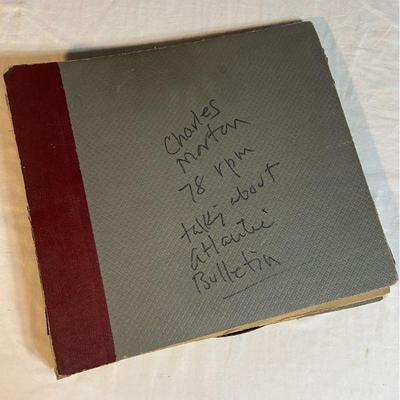 Charles
Morton
78 rpm
talks about
Atlantic
Bulletin